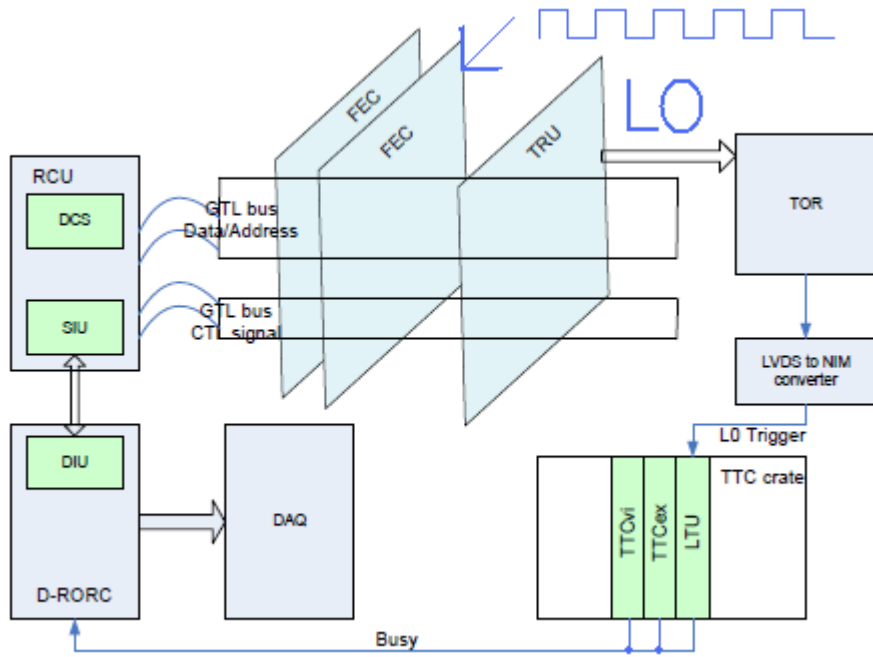 FEC
FEC
TRU
L0
RCU
DCS
GTL bus
Data/Address
TOR
SIU
GTL bus
CTL signal
LVDS to NIM
converter
L0 Trigger
DIU
DAQ
TTCvi
TTCex
LTU
TTC crate
D-RORC
Busy